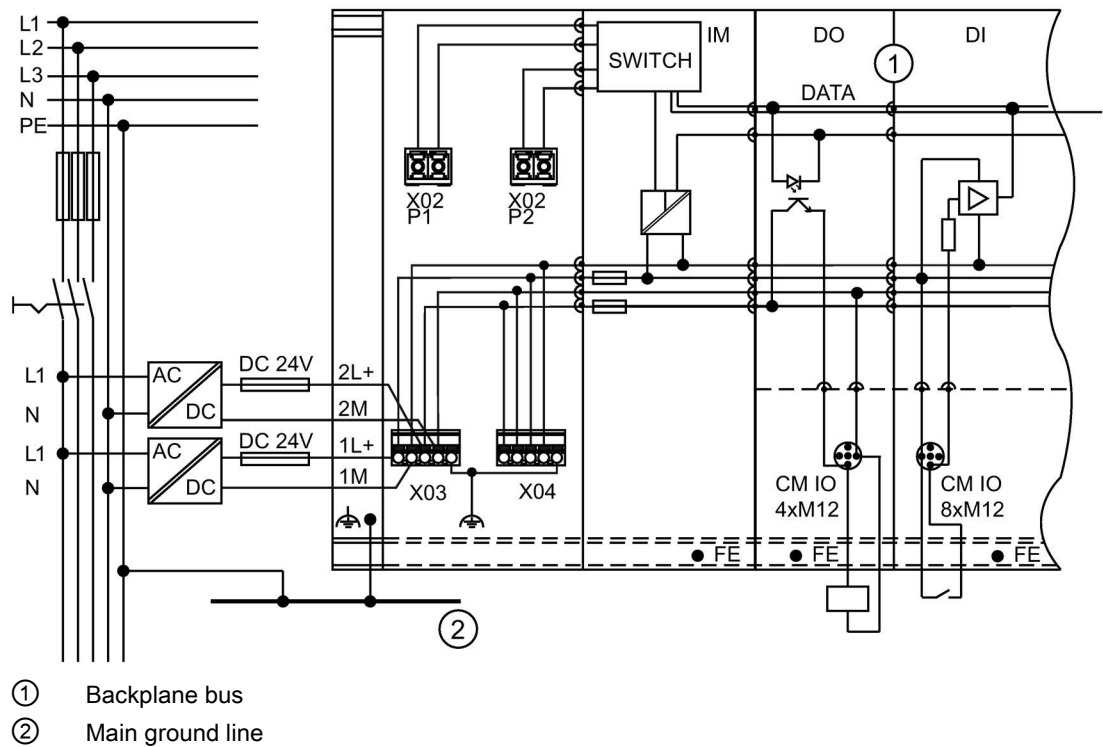 L1
L2
L3
N
PE
IM
DO
DI
SWITCH
1
DATA
X02
P1
X02
P2
L1
AC
DC 24V
2L+
N
DC
2M
L1
AC
DC 24V
1L+
N
DC
1M
X03
X04
CM IO
4xM12
CM IO
8xM12
FE
FE
FE
2
1 Backplane bus
2 Main ground line